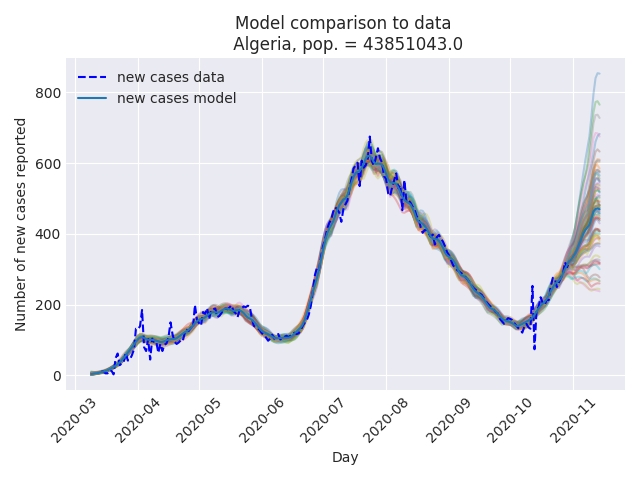 Model comparison to data
Algeria, pop. = 43851043.0
new cases data
new cases model
Number of new cases reported
800
600
400
200
0
2020-03
2020-04
2020-05
2020-06
2020-07
2020-08
2020-09
2020-10
2020-11
Day